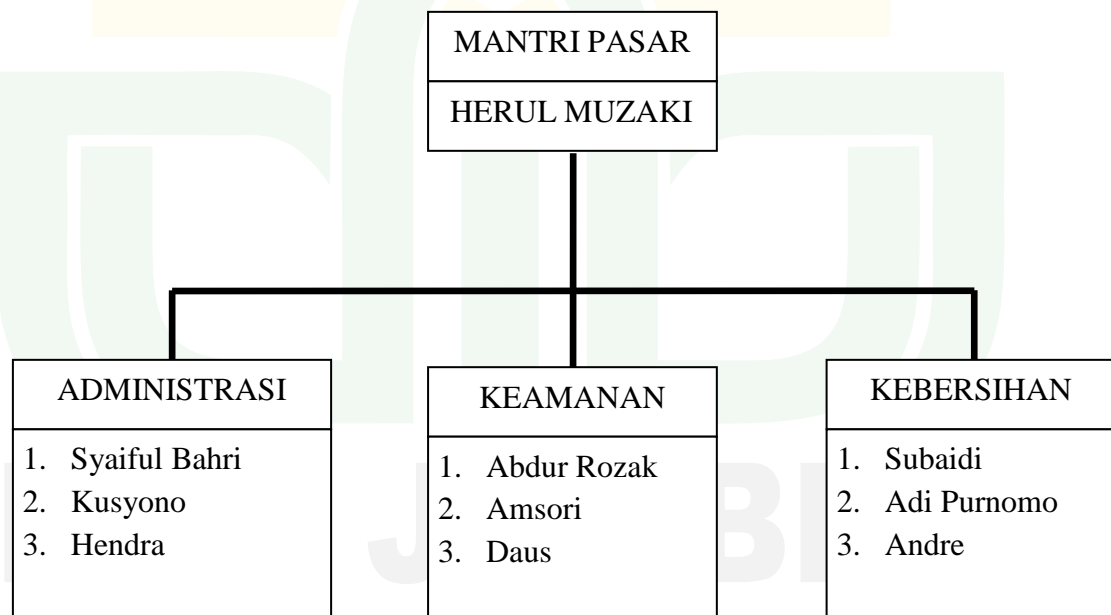 MANTRI PASAR
HERUL MUZAKI
ADMINISTRASI
1. Syaiful Bahri
2. Kusyono
3. Hendra
KEAMANAN
1. Abdur Rozak
2. Amsori
3. Daus
KEBERSIHAN
1. Subaidi
2. Adi Purnomo
3. Andre